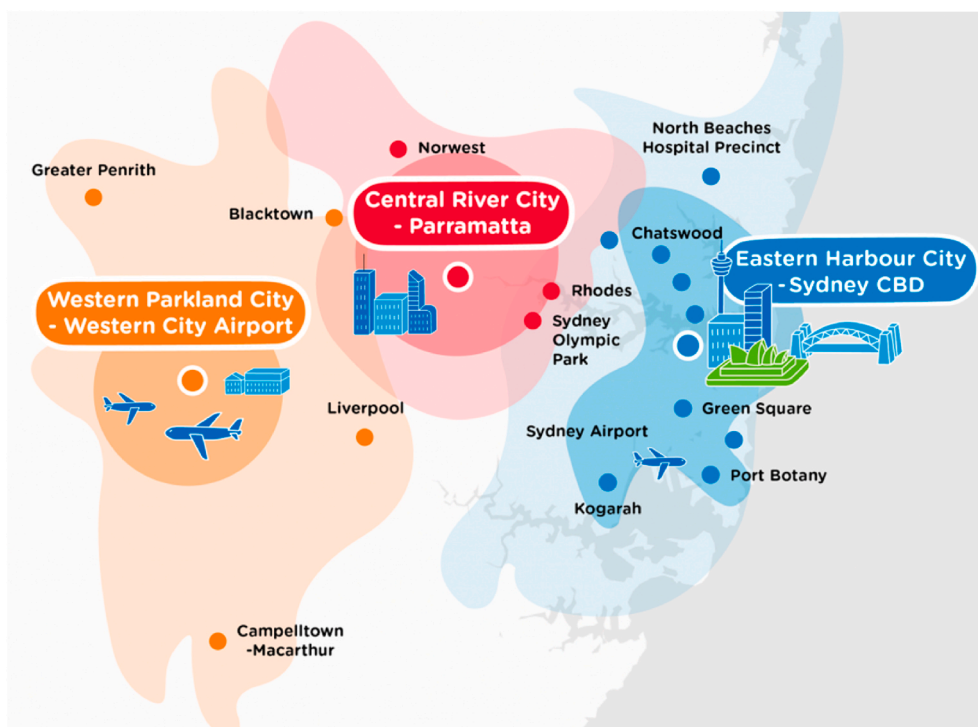 North Beaches
Hospital Precinct
Norwest
Greater Penrith
Central River City
- Parramatta
Blacktown
Chatswood
Eastern Harbour City
-Sydney CBD
Western Parkland City
- Western City Airport
Rhodes
Sydney
Olympic
Park
Liverpool
Green Square
Sydney Airport
Port Botany
Kogarah
Campelltown
-Macarthur